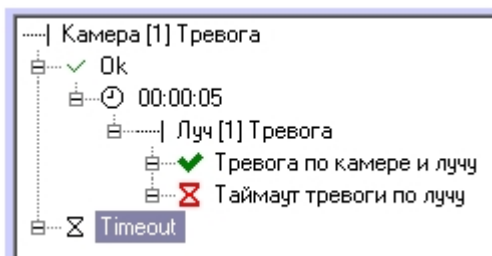 Камера [1] Тревога
Ok
00:00:05
Луч [1] Тревога
Тревога по камере и лучу
Таймаут тревоги по лучу
Timeout